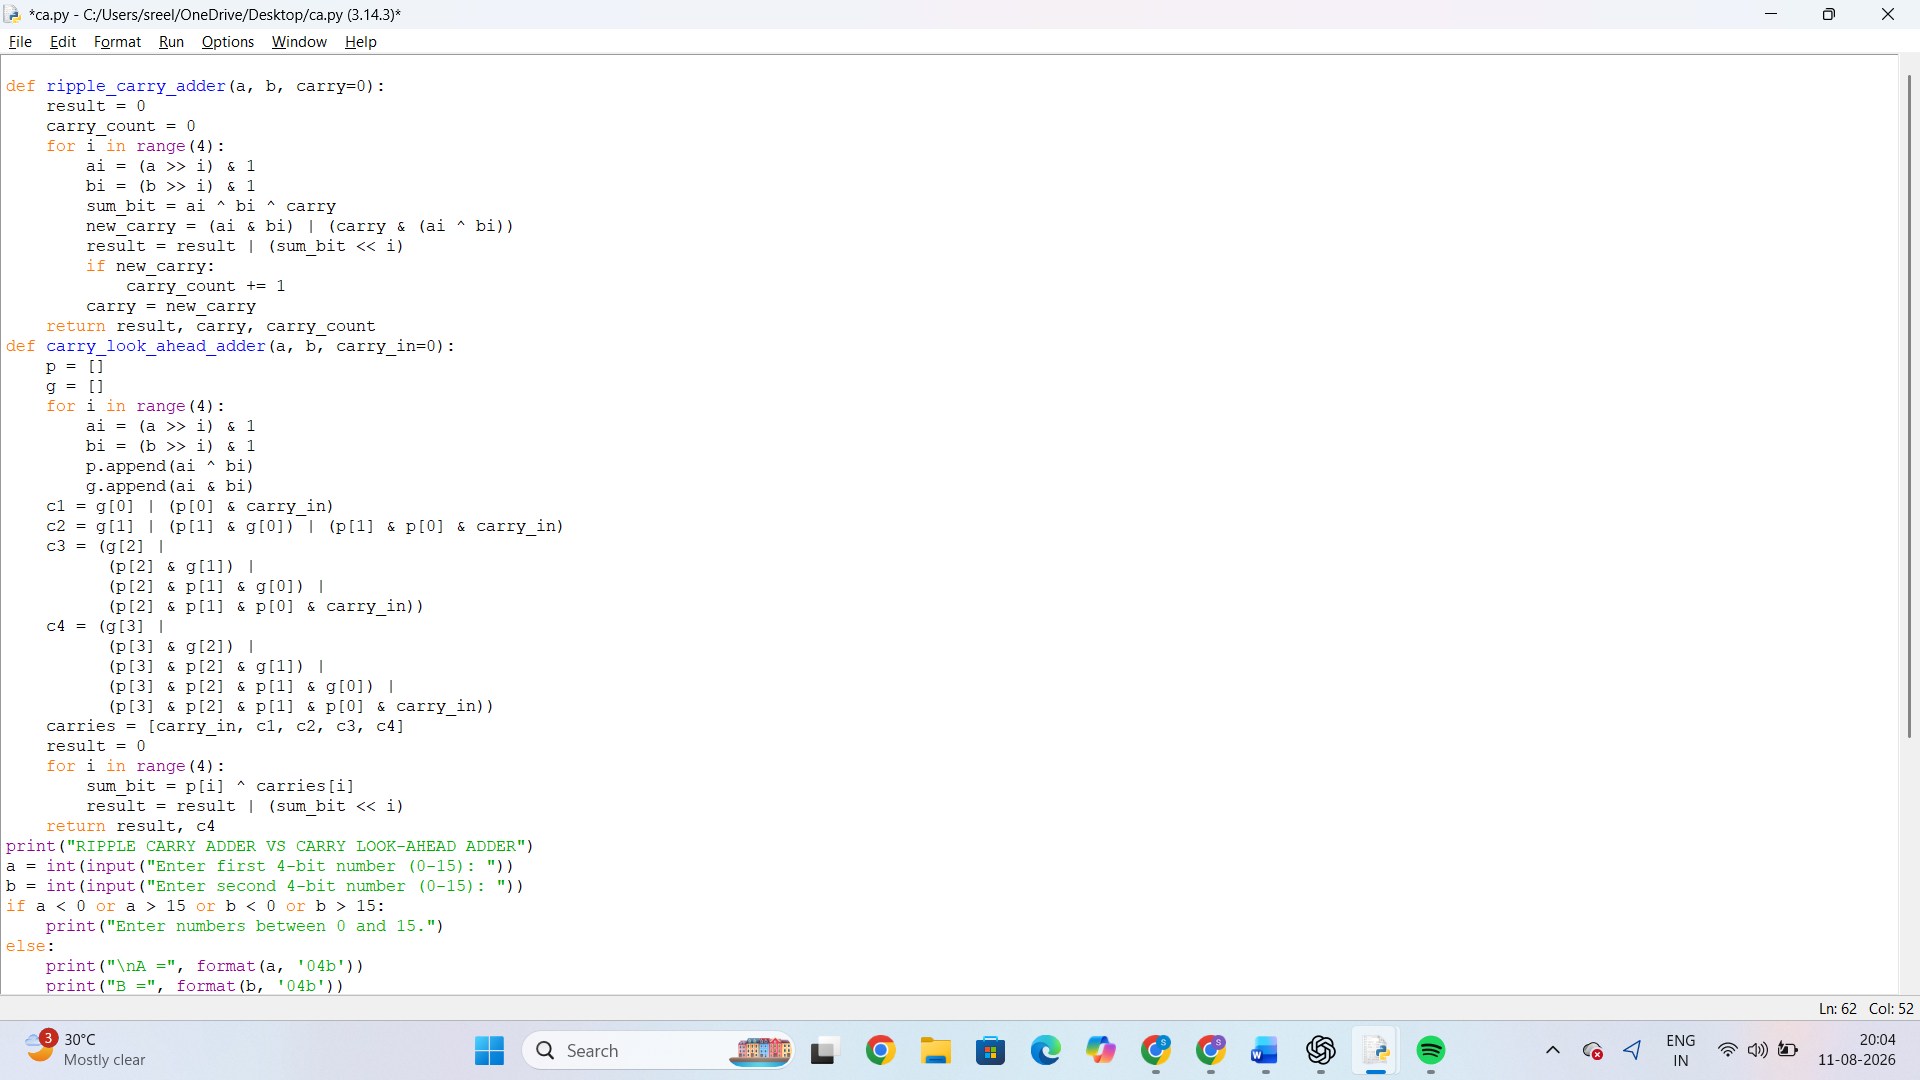 *ca.py - C:/Users/sreel/OneDrive/Desktop/ca.py (3.14.3)*
File Edit Format Run Options Window Help
def ripple_carry_adder(a, b, carry=0):
    result = 0
    carry_count = 0
    for i in range(4):
        ai = (a >> i) & 1
        bi = (b >> i) & 1
        sum_bit = ai ^ bi ^ carry
        new_carry = (ai & bi) | (carry & (ai ^ bi))
        result = result | (sum_bit << i)
        if new_carry:
            carry_count += 1
        carry = new_carry
    return result, carry, carry_count
def carry_look_ahead_adder(a, b, carry_in=0):
    p = []
    g = []
    for i in range(4):
        ai = (a >> i) & 1
        bi = (b >> i) & 1
        p.append(ai ^ bi)
        g.append(ai & bi)
    c1 = g[0] | (p[0] & carry_in)
    c2 = g[1] | (p[1] & g[0]) | (p[1] & p[0] & carry_in)
    c3 = (g[2] |
          (p[2] & g[1]) |
          (p[2] & p[1] & g[0]) |
          (p[2] & p[1] & p[0] & carry_in))
    c4 = (g[3] |
          (p[3] & g[2]) |
          (p[3] & p[2] & g[1]) |
          (p[3] & p[2] & p[1] & g[0]) |
          (p[3] & p[2] & p[1] & p[0] & carry_in))
    carries = [carry_in, c1, c2, c3, c4]
    result = 0
    for i in range(4):
        sum_bit = p[i] ^ carries[i]
        result = result | (sum_bit << i)
    return result, c4
print("RIPPLE CARRY ADDER VS CARRY LOOK-AHEAD ADDER")
a = int(input("Enter first 4-bit number (0-15): "))
b = int(input("Enter second 4-bit number (0-15): "))
if a < 0 or a > 15 or b < 0 or b > 15:
    print("Enter numbers between 0 and 15.")
else:
    print("\nA =", format(a, '04b'))
    print("B =", format(b, '04b'))
Ln: 62 Col: 52
3
30°C
Mostly clear
Search
S
S
W
ENG
IN
20:04
11-08-2026